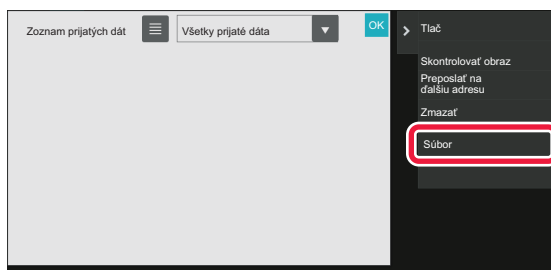 Zoznam prijatých dát
Všetky prijaté dáta
OK
Tlač
Skontrolovať obraz
Preposlať na
ďalšiu adresu
Zmazať
Súbor